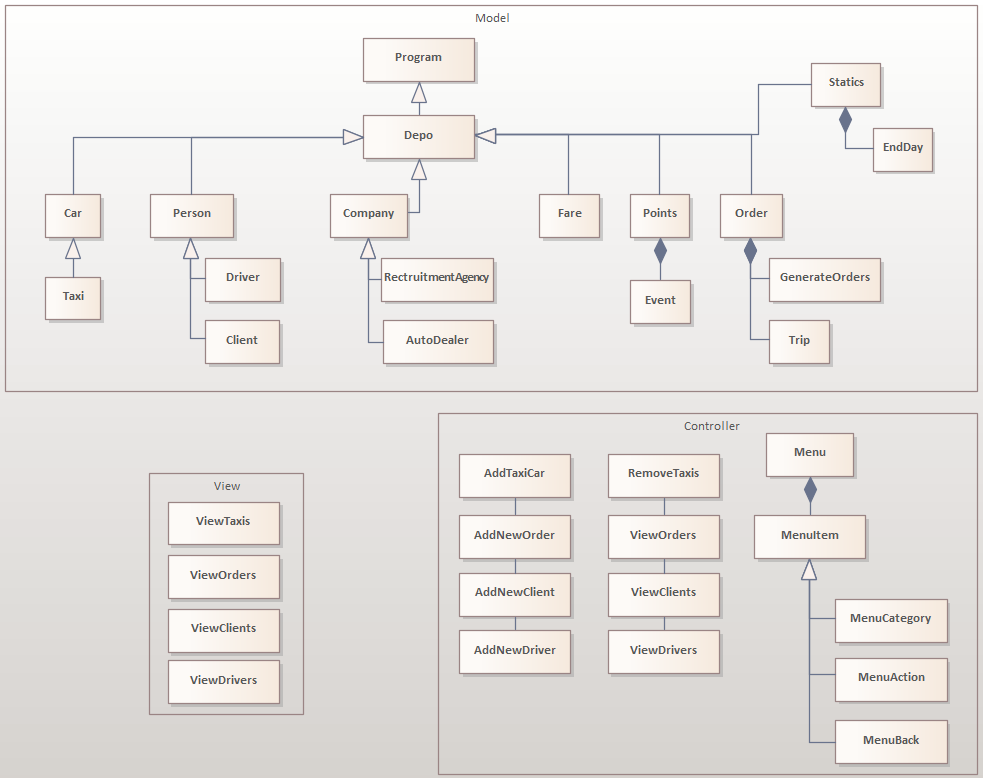 Model
Program
Statics
Depo
EndDay
Car
Person
Company
Fare
Points
Order
Driver
RectruitmentAgency
GenerateOrders
Taxi
Event
Client
AutoDealer
Trip
Controller
Menu
AddTaxiCar
RemoveTaxis
View
ViewTaxis
AddNewOrder
ViewOrders
MenuItem
ViewOrders
AddNewClient
ViewClients
MenuCategory
ViewClients
AddNewDriver
ViewDrivers
MenuAction
ViewDrivers
MenuBack